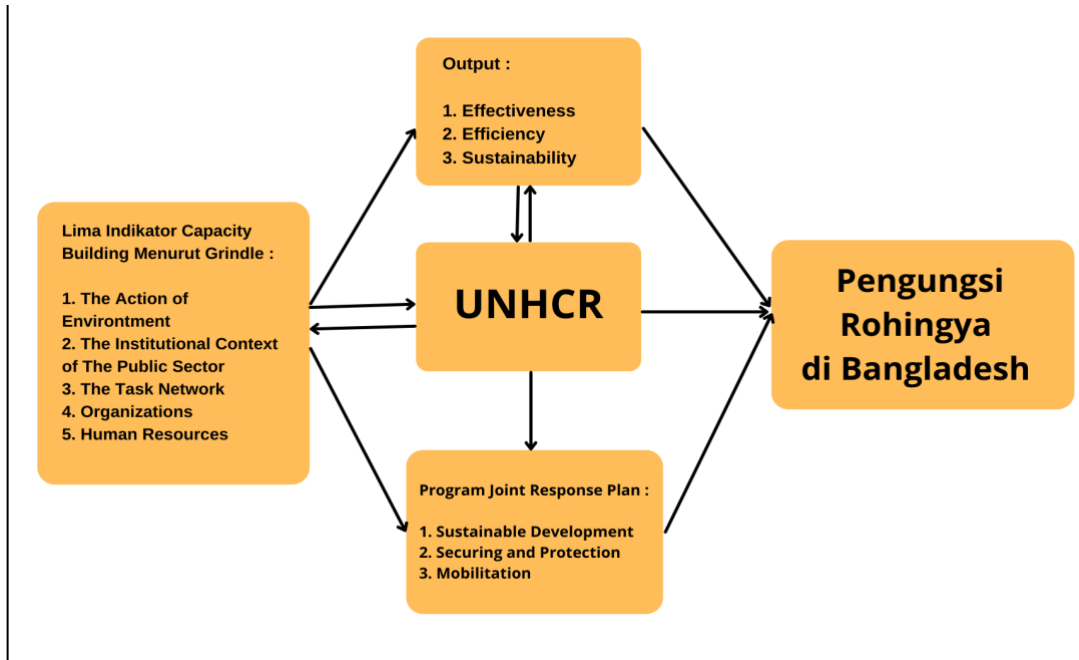 Output :
1. Effectiveness
2. Efficiency
3. Sustainability
Lima Indikator Capacity
Building Menurut Grindle :
1. The Action of
Environtment
2. The Institutional Context
of The Public Sector
3. The Task Network
4. Organizations
5. Human Resources
UNHCR
Pengungsi
Rohingya
di Bangladesh
Program Joint Response Plan :
1. Sustainable Development
2. Securing and Protection
3. Mobilitation